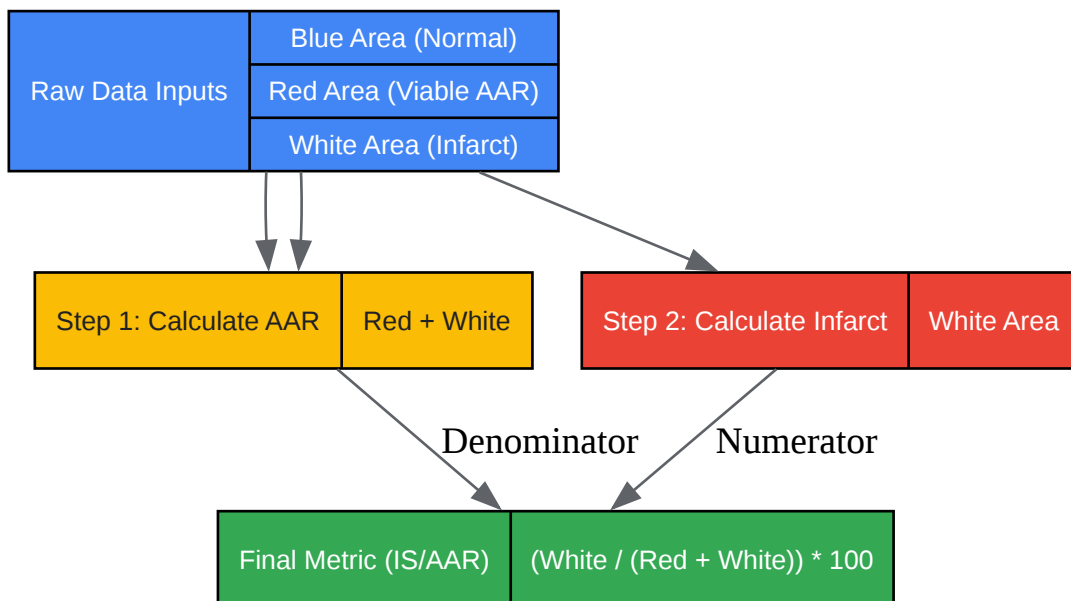 Raw Data Inputs
Blue Area (Normal)
Red Area (Viable AAR)
White Area (Infarct)
Step 1: Calculate AAR
Red + White
Step 2: Calculate Infarct
White Area
Denominator
Numerator
Final Metric (IS/AAR)
(White / (Red + White)) * 100